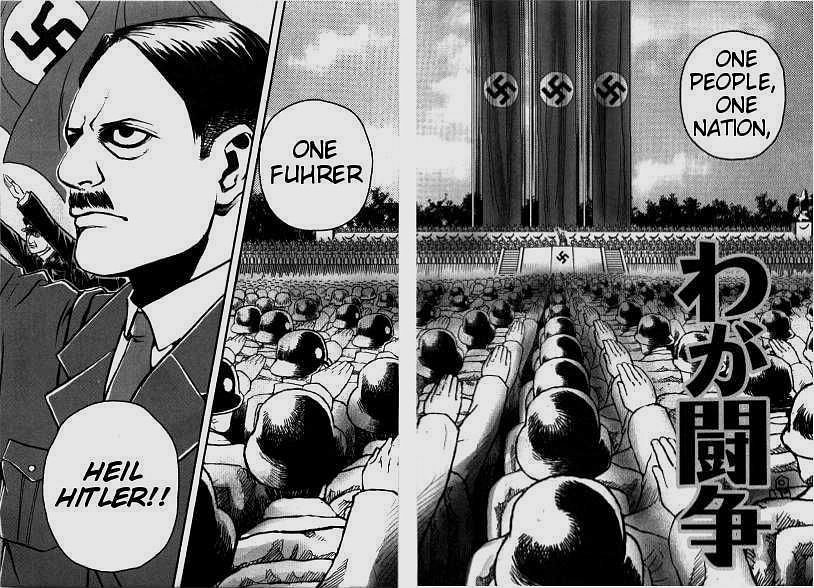 ONE
PEOPLE,
ONE
NATION,
わが闘争
ONE
FUHRER
HEIL
HITLER!!